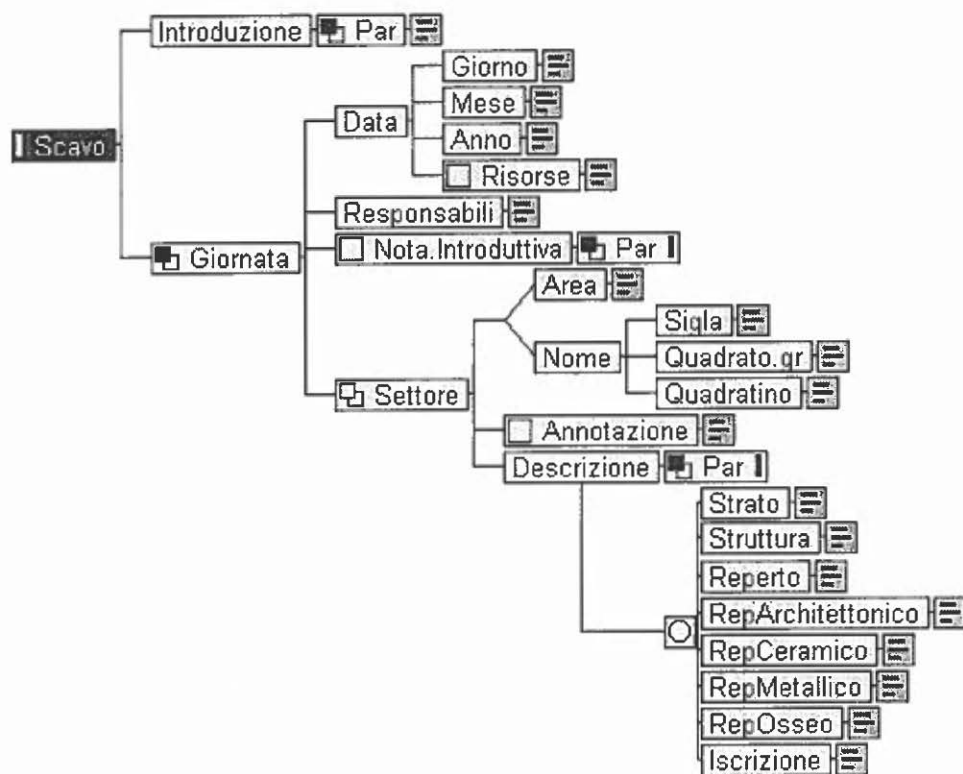 Introduzione Par
Giorno
Mese
Data
Anno
Scavo
Risorse
Responsabili
Giornata
Nota.Introduttiva Par
Area
Sigla
Nome
Quadrato.gr
Settore
Quadratino
Annotazione
Descrizione Par
Strato
Struttura
Reperto
RepArchitettonico
RepCeramico
RepMetallico
RepOsseo
Iscrizione